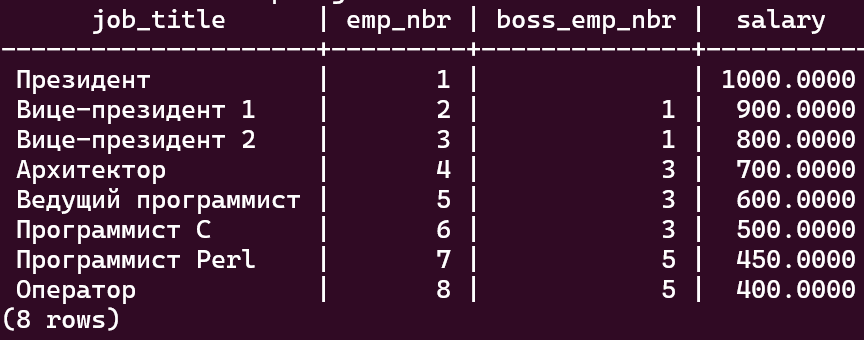 job_title | emp_nbr | boss_emp_nbr | salary
---------------------+---------+--------------+-----------
Президент | 1 | | 1000.0000
Вице-президент 1 | 2 | 1 | 900.0000
Вице-президент 2 | 3 | 1 | 800.0000
Архитектор | 4 | 3 | 700.0000
Ведущий программист | 5 | 3 | 600.0000
Программист C | 6 | 3 | 500.0000
Программист Perl | 7 | 5 | 450.0000
Оператор | 8 | 5 | 400.0000
(8 rows)